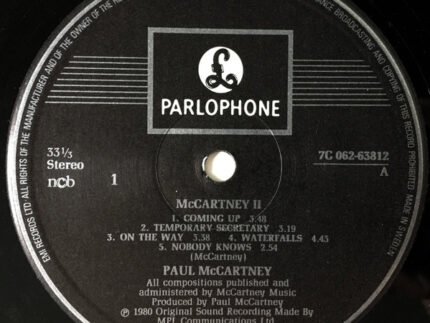 EMI RECORDS LTD ALL RIGHTS OF THE MANUFACTURER AND OF THE OWNER OF THE
BROADCASTING AND COPYING OF THIS RECORD PROHIBITED MADE IN SWEDEN
£
PARLOPHONE
33⅓
Stereo
ncb
1
7C 062-63812
A
McCARTNEY II
1. COMING UP 3.48
2. TEMPORARY SECRETARY 3.19
3. ON THE WAY 3.38 4. WATERFALLS 4.43
5. NOBODY KNOWS 2.54
(McCartney)
PAUL McCARTNEY
All compositions published and
administered by McCartney Music
Produced by Paul McCartney
℗ 1980 Original Sound Recording Made By
MPL Communications Ltd